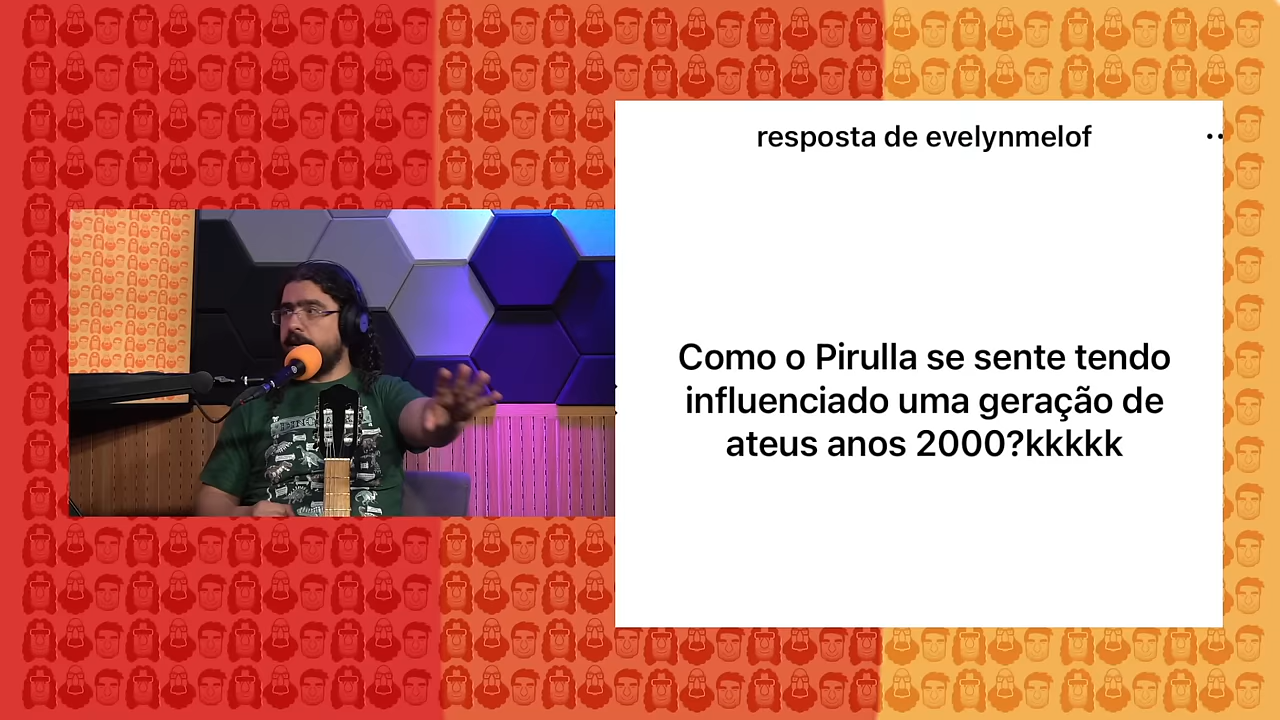 resposta de evelynmelof
Como o Pirulla se sente tendo
influenciado uma geração de
ateus anos 2000?kkkkk